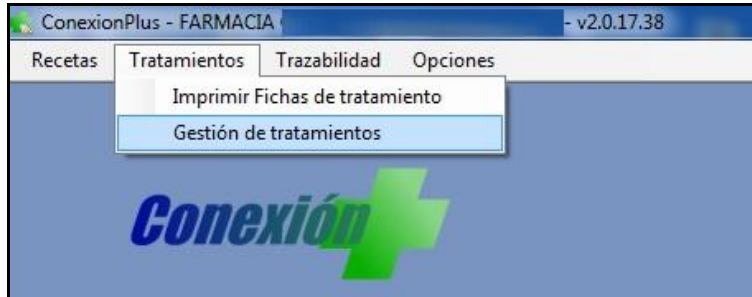 ConexionPlus - FARMACIA - v2.0.17.38
Recetas Tratamientos Trazabilidad Opciones
Imprimir Fichas de tratamiento
Gestión de tratamientos
Conexión